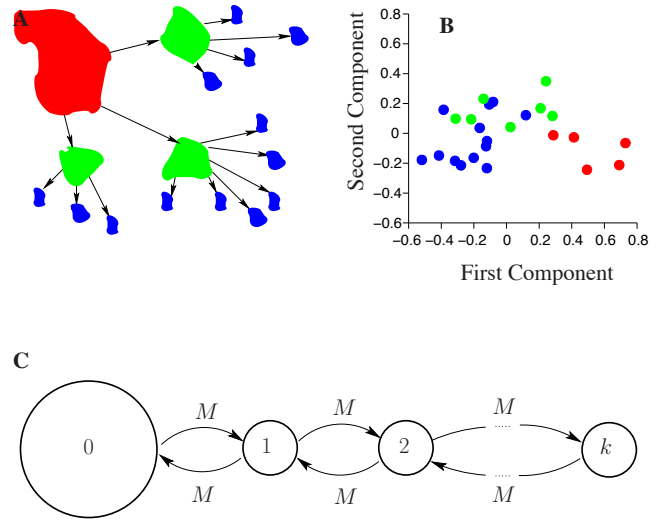 A
B
Second Component
0.8
0.6
0.4
0.2
0
−0.2
−0.4
−0.6
−0.6 −0.4 −0.2 0 0.2 0.4 0.6 0.8
First Component
C
M M M
0 1 2 ..... k
.....
M M M